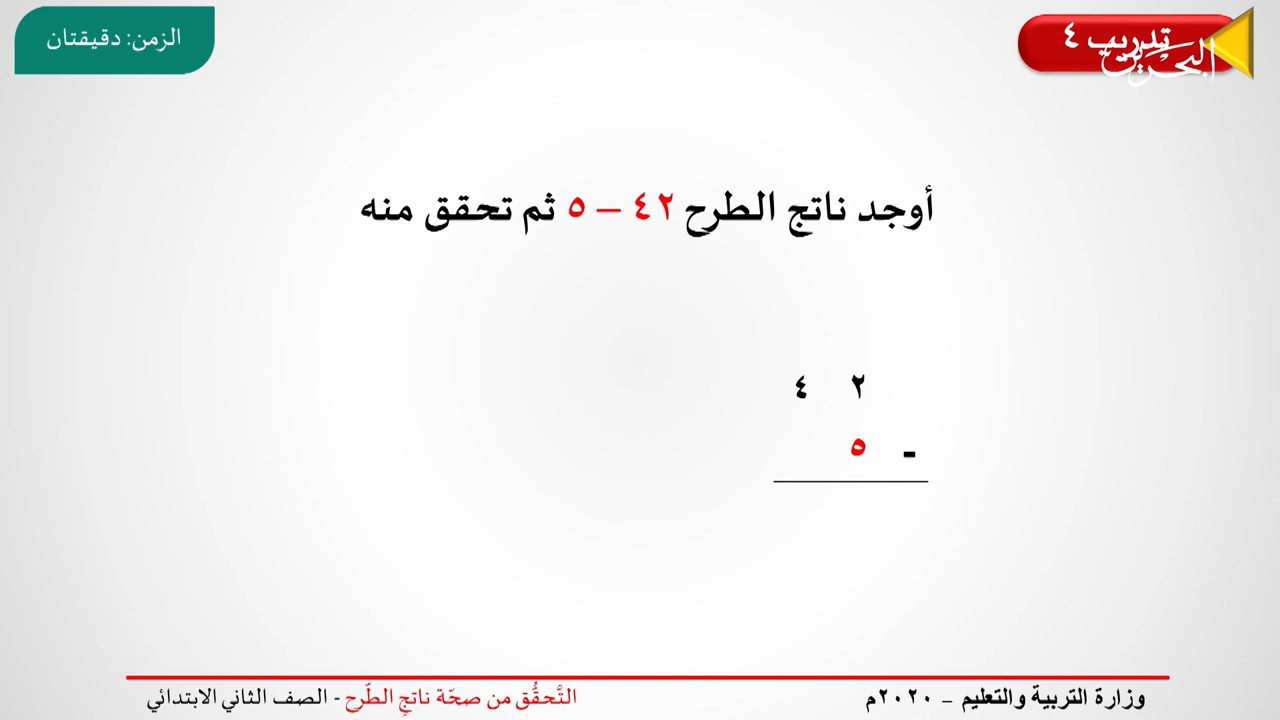 تدريب ٤
البحرين
الزمن: دقيقتان
أوجد ناتج الطرح ٤٢ – ٥ ثم تحقق منه
٤ ٢
٥ -
وزارة التربية والتعليم – ٢٠٢٠م
التَّحقُّق من صحّة ناتجِ الطّرح - الصف الثاني الابتدائي